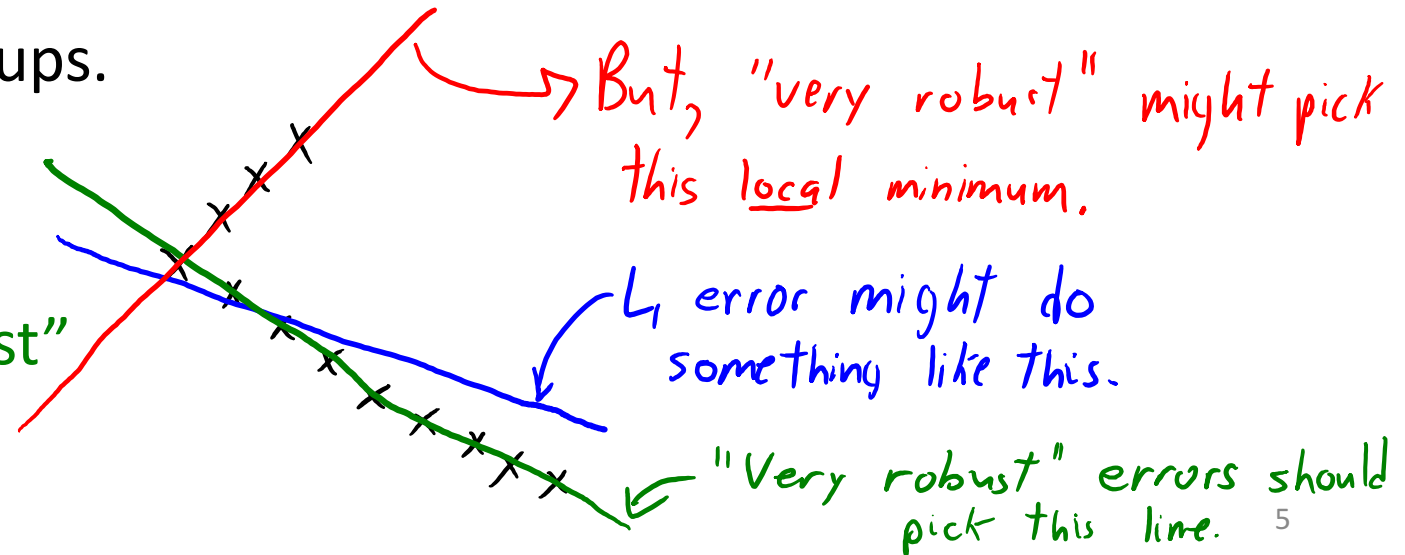 ups.
But, "very robust" might pick
this local minimum.
L1 error might do
something like this.
st”
"Very robust" errors should
pick this line.
5